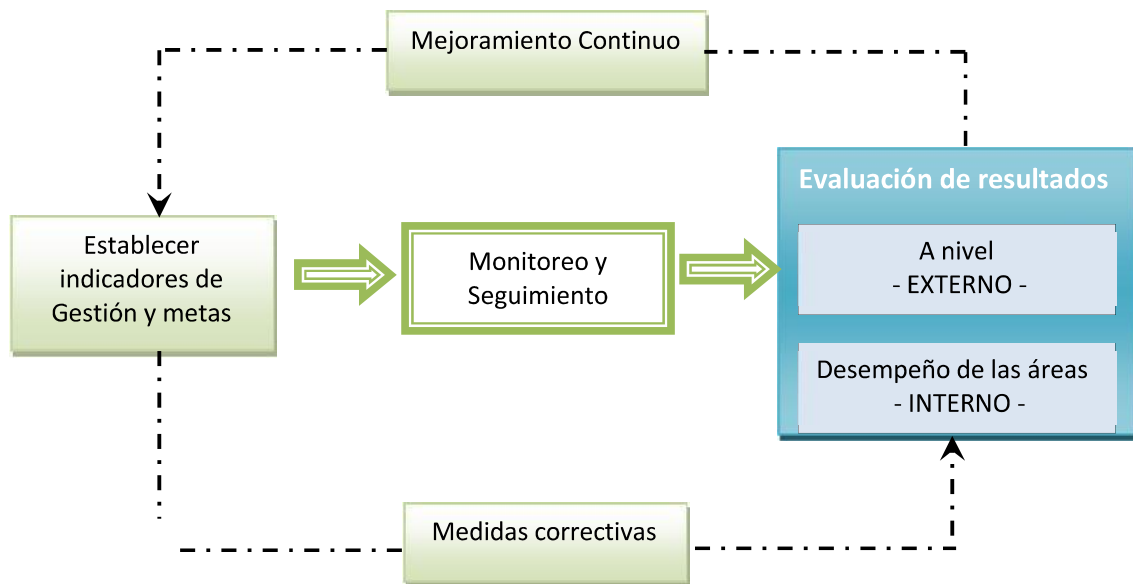 Mejoramiento Continuo
Evaluación de resultados
Establecer
indicadores de
Gestión y metas
Monitoreo y
Seguimiento
A nivel
- EXTERNO -
Desempeño de las áreas
- INTERNO -
Medidas correctivas